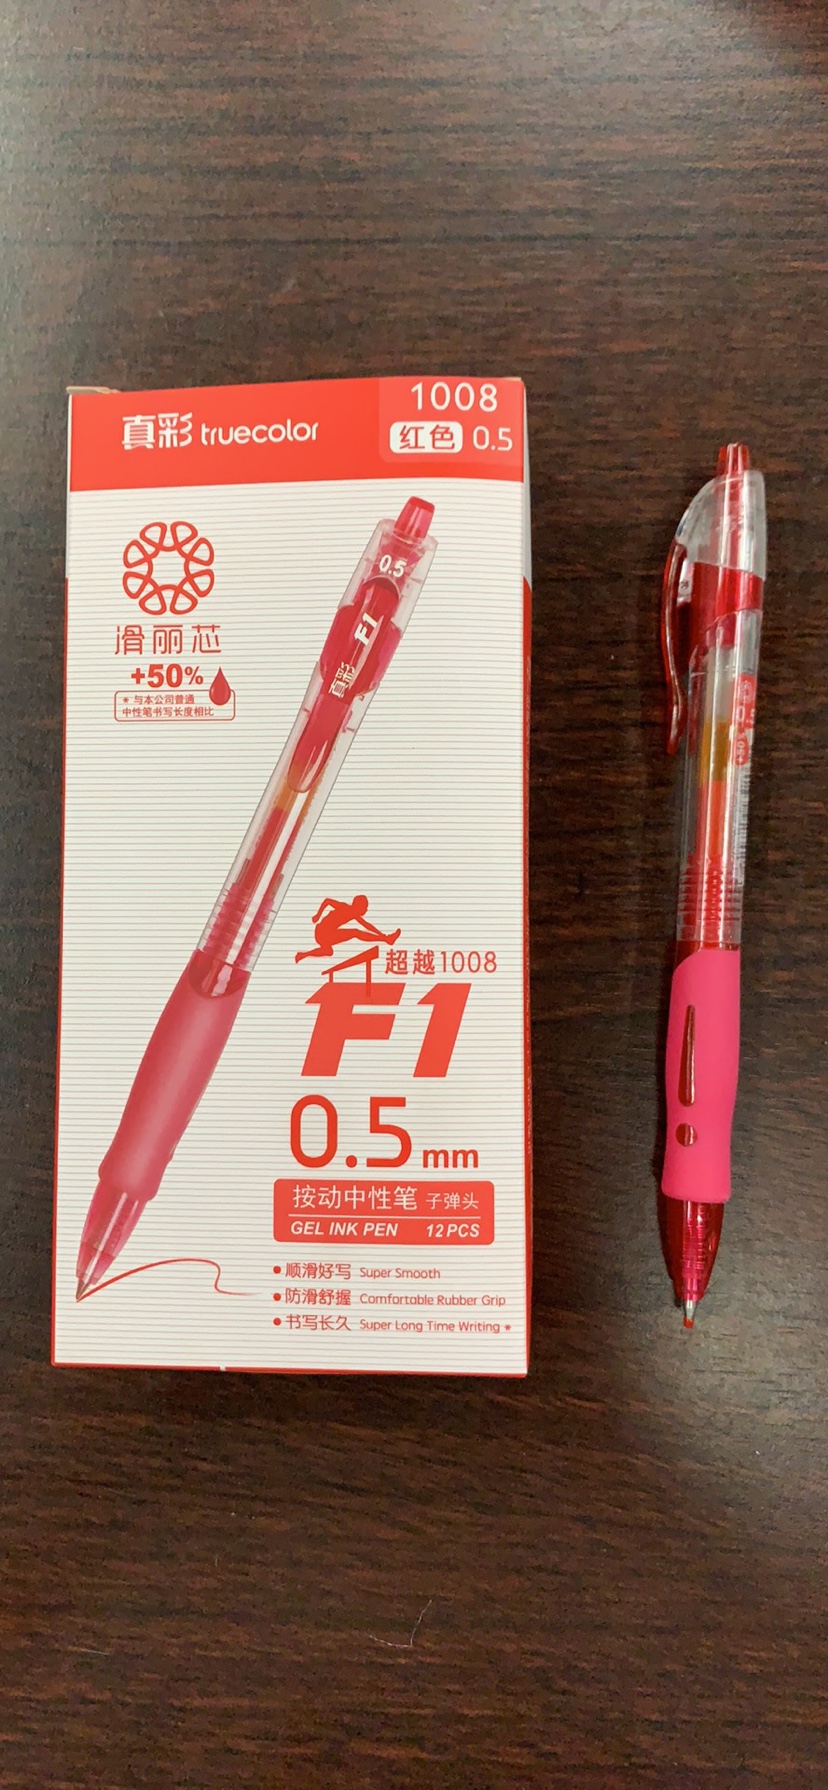 真彩 truecolor
1008
红色 0.5
滑丽芯
+50%
* 与本公司普通
中性笔书写长度相比
0.5
真彩 F1
超越1008
F1
0.5mm
按动中性笔 子弹头
GEL INK PEN 12PCS
顺滑好写 Super Smooth
防滑舒握 Comfortable Rubber Grip
书写长久 Super Long Time Writing *